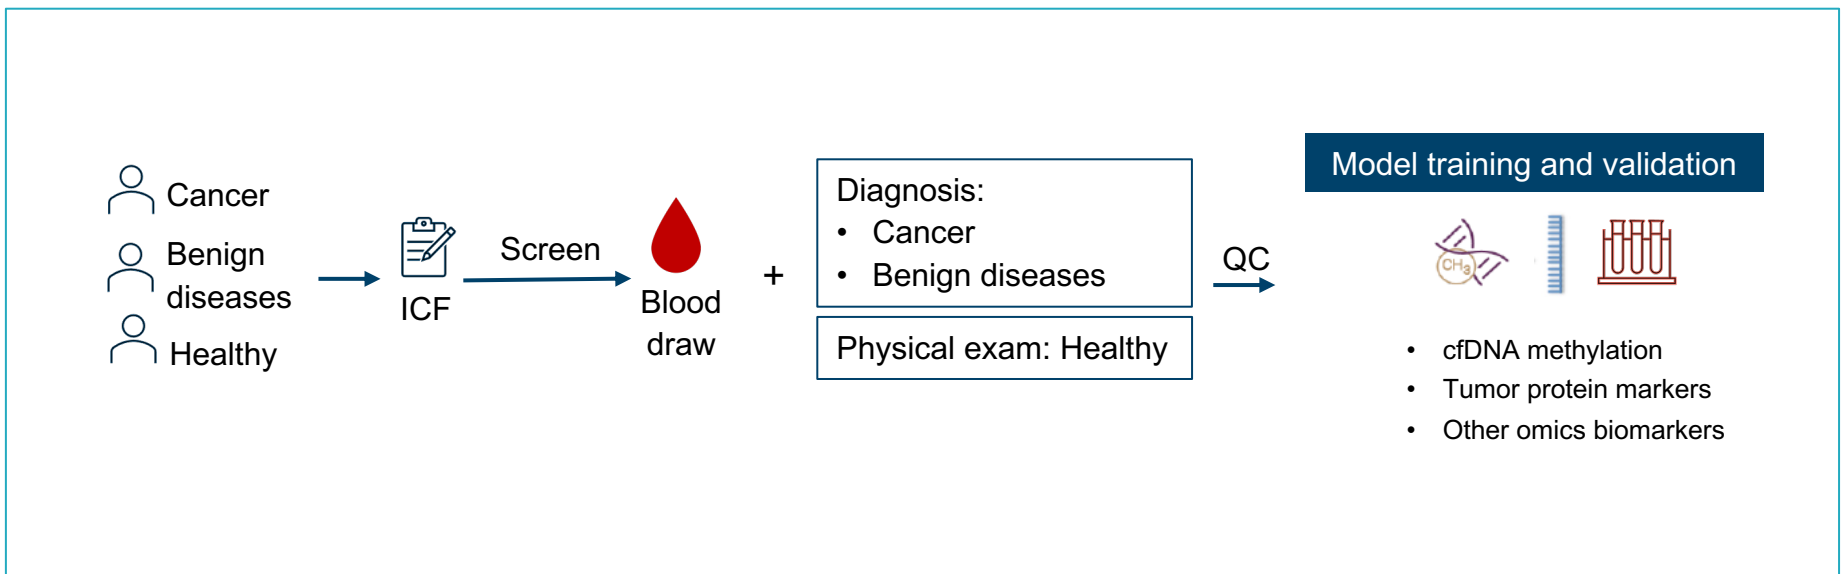 Cancer
Benign
diseases
Healthy
ICF
Screen
Blood
draw
+
Diagnosis:
• Cancer
• Benign diseases
Physical exam: Healthy
QC
Model training and validation
CH₃
• cfDNA methylation
• Tumor protein markers
• Other omics biomarkers